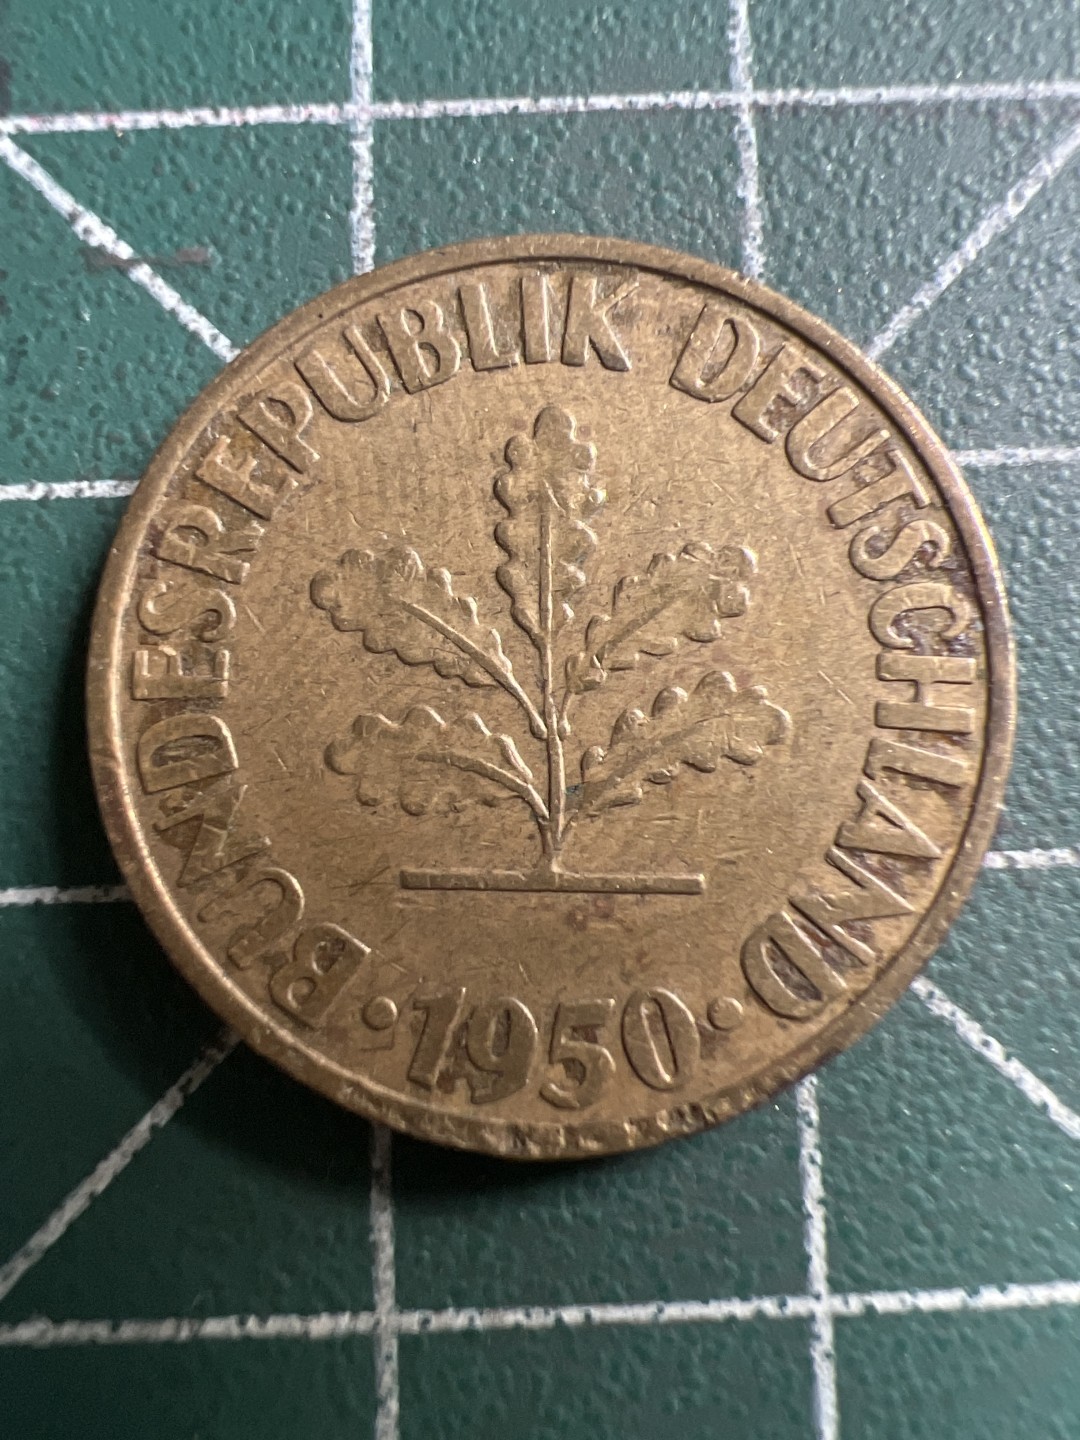 BUNDESREPUBLIK DEUTSCHLAND
· 1950 ·